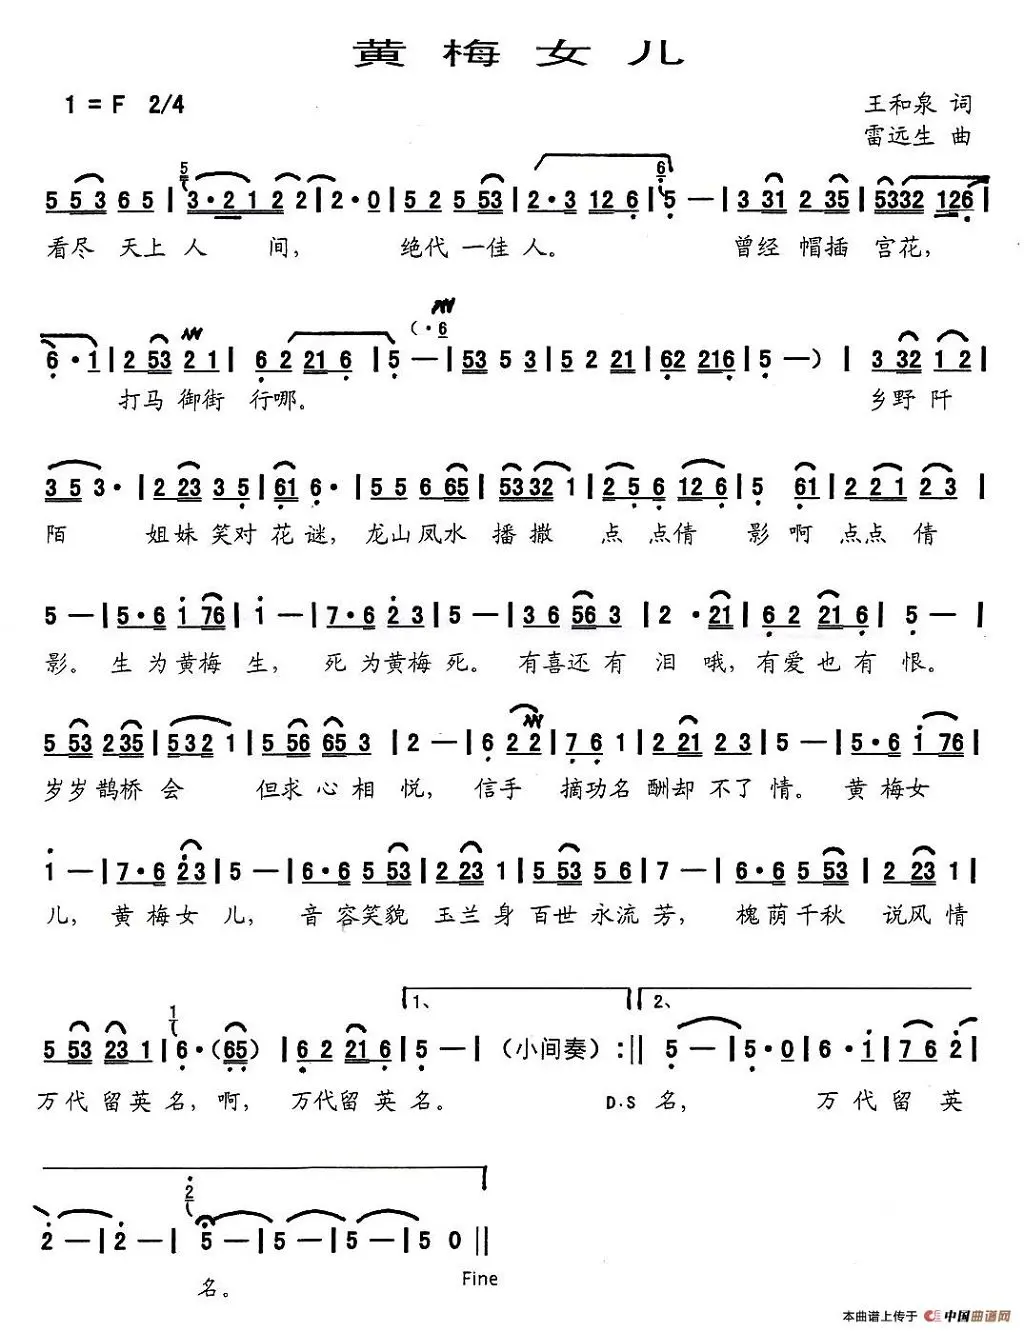 黄梅女儿
1 = F 2/4
王和泉 词
雷远生 曲
5 5 3 6 5 | 3 · 2 1 2 2 | 2 · 0 | 5 2 5 53 | 2 · 3 12 6 | 5 — | 3 31 2 35 | 5332 126 |
看尽 天上 人 间, 绝代 一佳 人。 曾经 帽插 宫花,
(· 6
6 · 1 | 2 53 2 1 | 6 2 21 6 | 5 — | 53 5 3 | 5 2 21 | 62 216 | 5 — ) | 3 32 1 2 |
打马 御街 行哪。 乡野 阡
3 5 3 · | 2 23 3 5 | 61 6 · | 5 5 6 65 | 5332 1 | 2 5 6 12 6 | 5 61 | 2 2 1 2 3 |
陌 姐妹 笑对 花谜, 龙山凤水 播撒 点 点倩 影啊 点点 倩
5 — | 5 · 6 1 76 | 1 — | 7 · 6 2 3 | 5 — | 3 6 56 3 | 2 · 21 | 6 2 21 6 | 5 — |
影。 生为黄梅 生, 死为黄梅 死。 有喜还有 泪哦, 有爱也有 恨。
5 53 2 35 | 532 1 | 5 56 65 3 | 2 — | 6 2 2 | 7 6 1 | 2 21 2 3 | 5 — | 5 · 6 1 76 |
岁岁 鹊桥 会 但求 心相 悦, 信手 摘功名 酬却 不了 情。 黄 梅女
1 — | 7 · 6 2 3 | 5 — | 6 · 6 5 53 | 2 23 1 | 5 53 5 6 | 7 — | 6 · 6 5 53 | 2 23 1 |
儿, 黄梅女 儿, 音容笑貌 玉兰身 百世永流 芳, 槐荫千秋 说风情
1、 2、
5 53 23 1 | 6 · (65) | 6 2 21 6 | 5 — | (小间奏) :|| 5 — | 5 · 0 | 6 · 1 | 7 6 2 |
万代 留英 名, 啊, 万代留英 名。 D·S 名, 万代 留 英
2 — | 2 — | 5 — | 5 — | 5 — | 5 0 ||
名。 Fine
本曲谱上传于 中国曲谱网